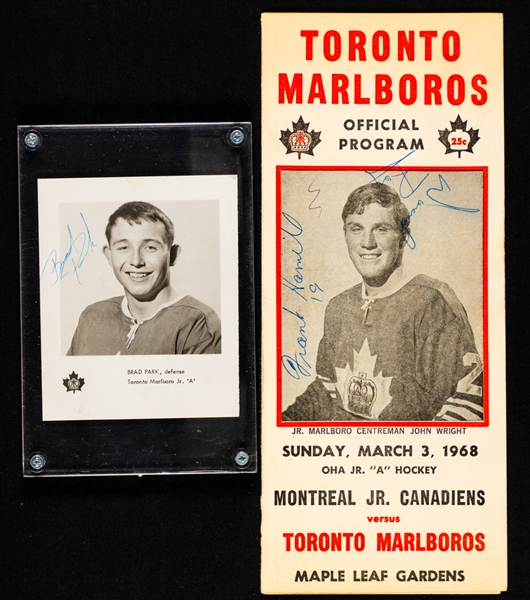 Brad Park
BRAD PARK, defense
Toronto Marlboro Jr. 'A'
TORONTO
MARLBOROS
OFFICIAL
PROGRAM
25c
Grant Hamill
19
JR. MARLBORO CENTREMAN JOHN WRIGHT
SUNDAY, MARCH 3, 1968
OHA JR. "A" HOCKEY
MONTREAL JR. CANADIENS
versus
TORONTO MARLBOROS
MAPLE LEAF GARDENS